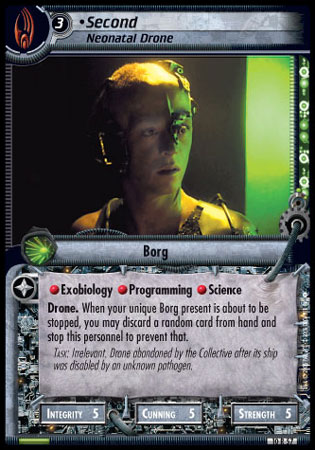 3
•Second
Neonatal Drone
Borg
Exobiology Programming Science
Drone. When your unique Borg present is about to be
stopped, you may discard a random card from hand and
stop this personnel to prevent that.
Task: Irrelevant. Drone abandoned by the Collective after its ship
was disabled by an unknown pathogen.
Integrity 5 Cunning 5 Strength 5
10 R 57